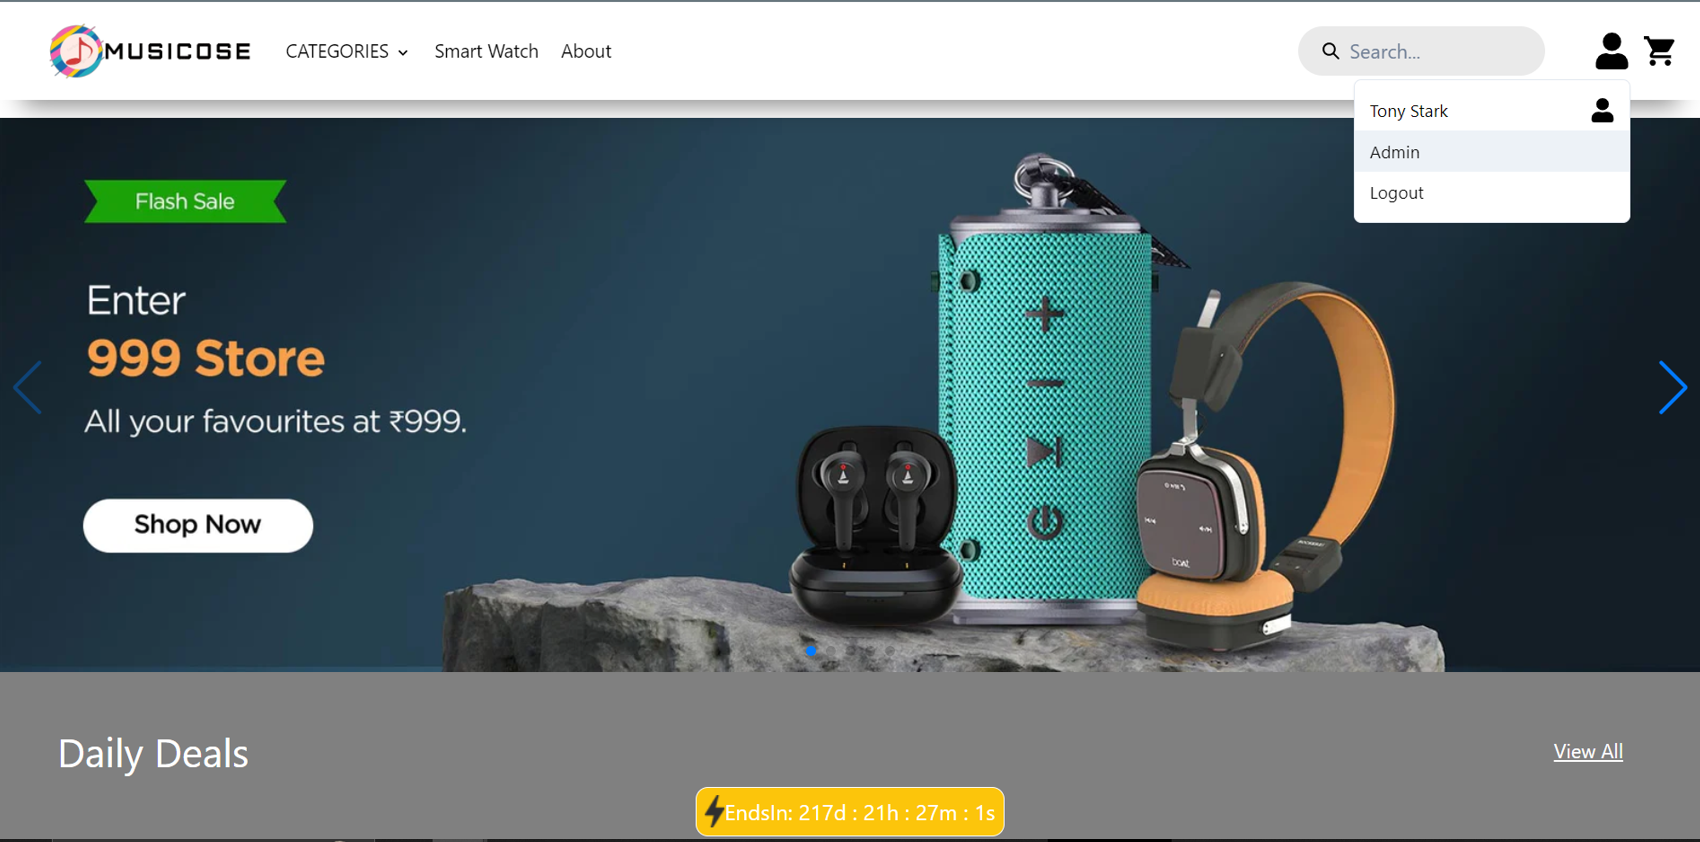 MUSICOSE
CATEGORIES
Smart Watch
About
Search...
Tony Stark
Admin
Logout
Flash Sale
Enter
999 Store
All your favourites at ₹999.
Shop Now
boAt
Daily Deals
View All
EndsIn: 217d : 21h : 27m : 1s